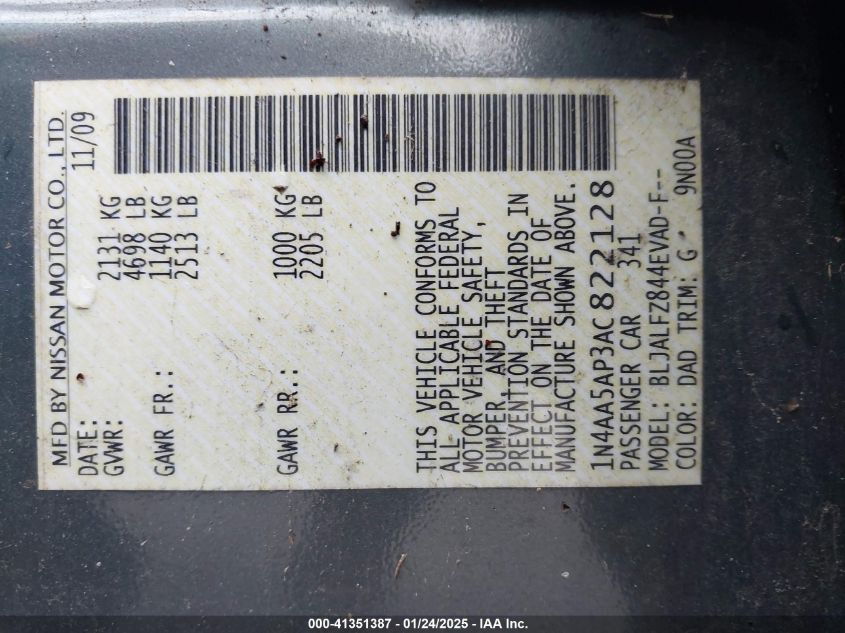 MFD BY NISSAN MOTOR CO., LTD.
DATE: 11/09
GVWR: 2131 KG
4698 LB
GAWR FR.: 1140 KG
2513 LB
GAWR RR.: 1000 KG
2205 LB
THIS VEHICLE CONFORMS TO
ALL APPLICABLE FEDERAL
MOTOR VEHICLE SAFETY,
BUMPER, AND THEFT
PREVENTION STANDARDS IN
EFFECT ON THE DATE OF
MANUFACTURE SHOWN ABOVE.
1N4AA5AP3AC822128
PASSENGER CAR 341
MODEL: BLJALFZ844EVAD-F--
COLOR: DAD TRIM: G 9N00A
000-41351387 — 01/24/2025 - IAA Inc.